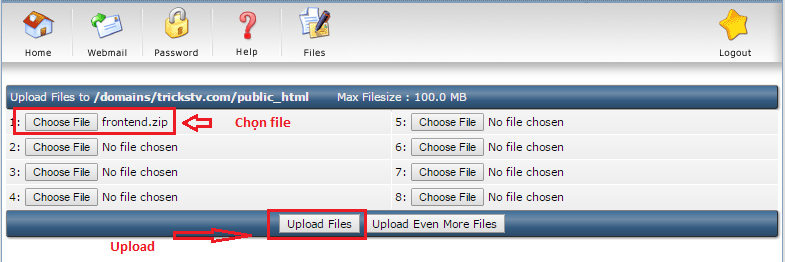 Home Webmail Password Help Files Logout
Upload Files to /domains/trickstv.com/public_html Max Filesize : 100.0 MB
1: Choose File frontend.zip Chọn file 5: Choose File No file chosen
2: Choose File No file chosen 6: Choose File No file chosen
3: Choose File No file chosen 7: Choose File No file chosen
4: Choose File No file chosen 8: Choose File No file chosen
Upload Files Upload Even More Files
Upload